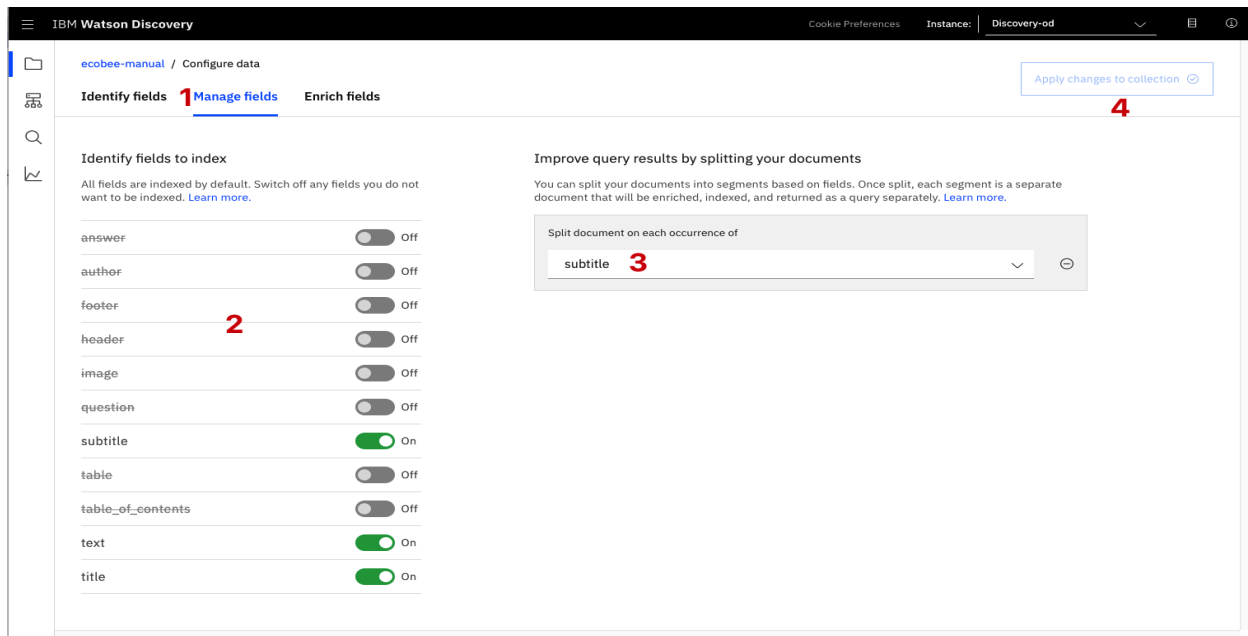 IBM Watson Discovery
Cookie Preferences
Instance:
Discovery-od
ecobee-manual / Configure data
Apply changes to collection
4
Identify fields
1
Manage fields
Enrich fields
Identify fields to index
All fields are indexed by default. Switch off any fields you do not
want to be indexed. Learn more.
answer Off
author Off
footer Off
2
header Off
image Off
question Off
subtitle On
table Off
table_of_contents Off
text On
title On
Improve query results by splitting your documents
You can split your documents into segments based on fields. Once split, each segment is a separate
document that will be enriched, indexed, and returned as a query separately. Learn more.
Split document on each occurrence of
subtitle 3